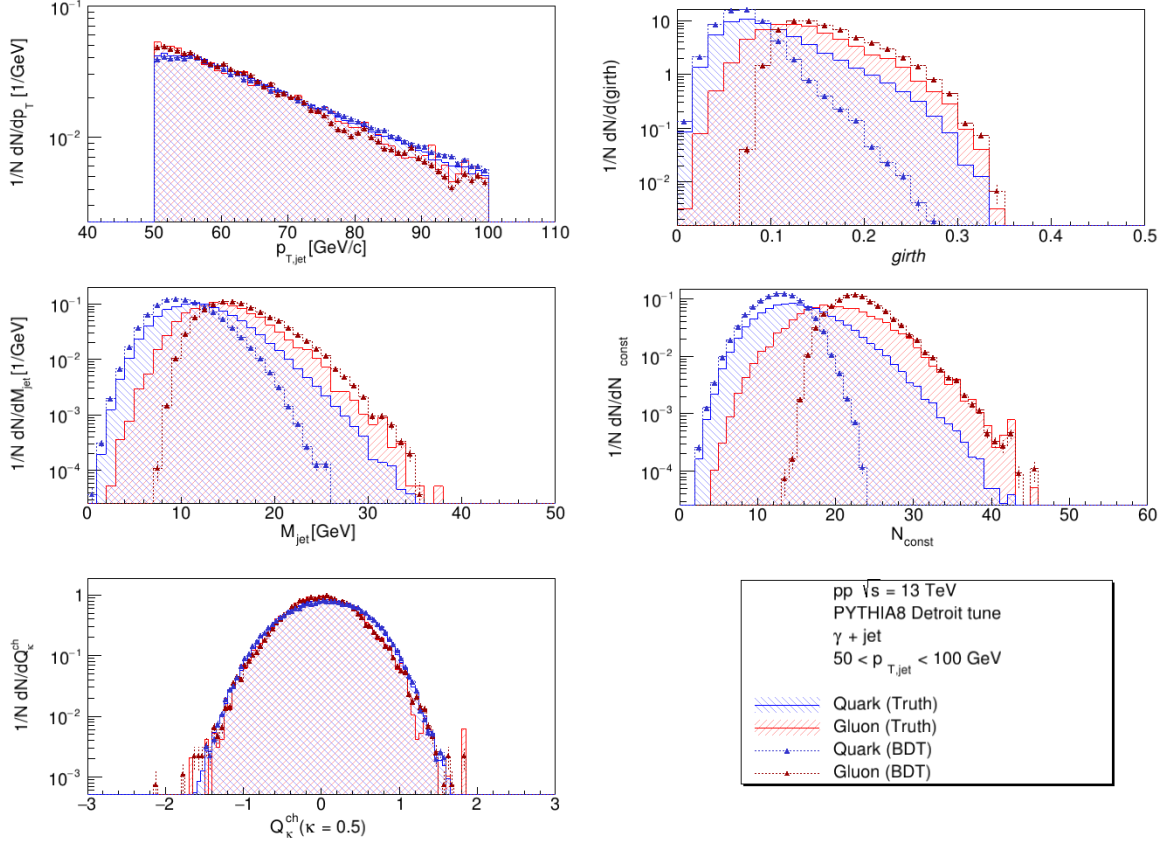 1/N dN/dp_T [1/GeV]
10⁻¹
10⁻²
40 50 60 70 80 90 100 110
p_T,jet [GeV/c]
1/N dN/d(girth)
10
1
10⁻¹
10⁻²
0 0.1 0.2 0.3 0.4 0.5
girth
1/N dN/dM_jet [1/GeV]
10⁻¹
10⁻²
10⁻³
10⁻⁴
0 10 20 30 40 50
M_jet [GeV]
1/N dN/dN_const
10⁻¹
10⁻²
10⁻³
10⁻⁴
0 10 20 30 40 50 60
N_const
1/N dN/dQ_κ^ch
1
10⁻¹
10⁻²
10⁻³
−3 −2 −1 0 1 2 3
Q_κ^ch (κ = 0.5)
pp √s = 13 TeV
PYTHIA8 Detroit tune
γ + jet
50 < p_T,jet < 100 GeV
Quark (Truth)
Gluon (Truth)
Quark (BDT)
Gluon (BDT)